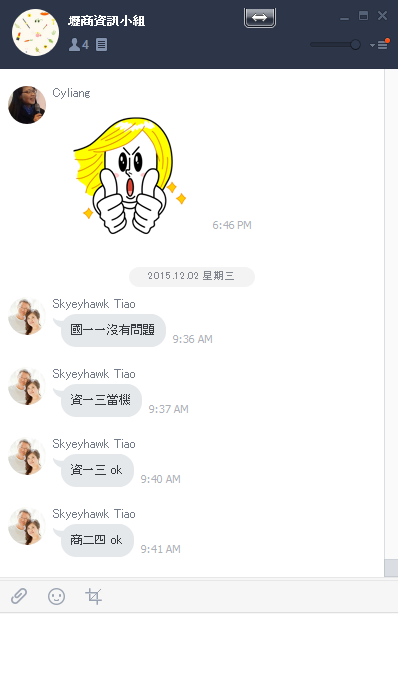 壢商資訊小組
4
Cyliang
6:46 PM
2015.12.02 星期三
Skyeyhawk Tiao
國一一沒有問題
9:36 AM
Skyeyhawk Tiao
資一三當機
9:37 AM
Skyeyhawk Tiao
資一三 ok
9:40 AM
Skyeyhawk Tiao
商二四 ok
9:41 AM